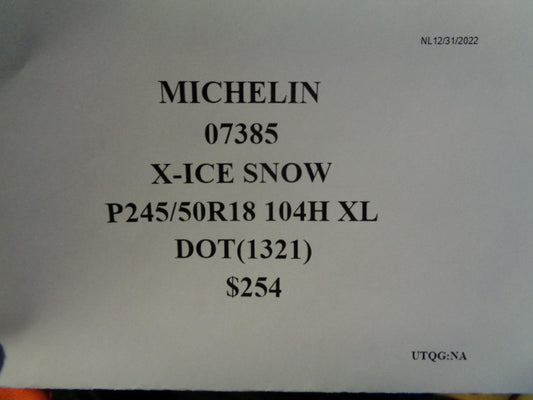 NL12/31/2022
MICHELIN
07385
X-ICE SNOW
P245/50R18 104H XL
DOT(1321)
$254
UTQG:NA